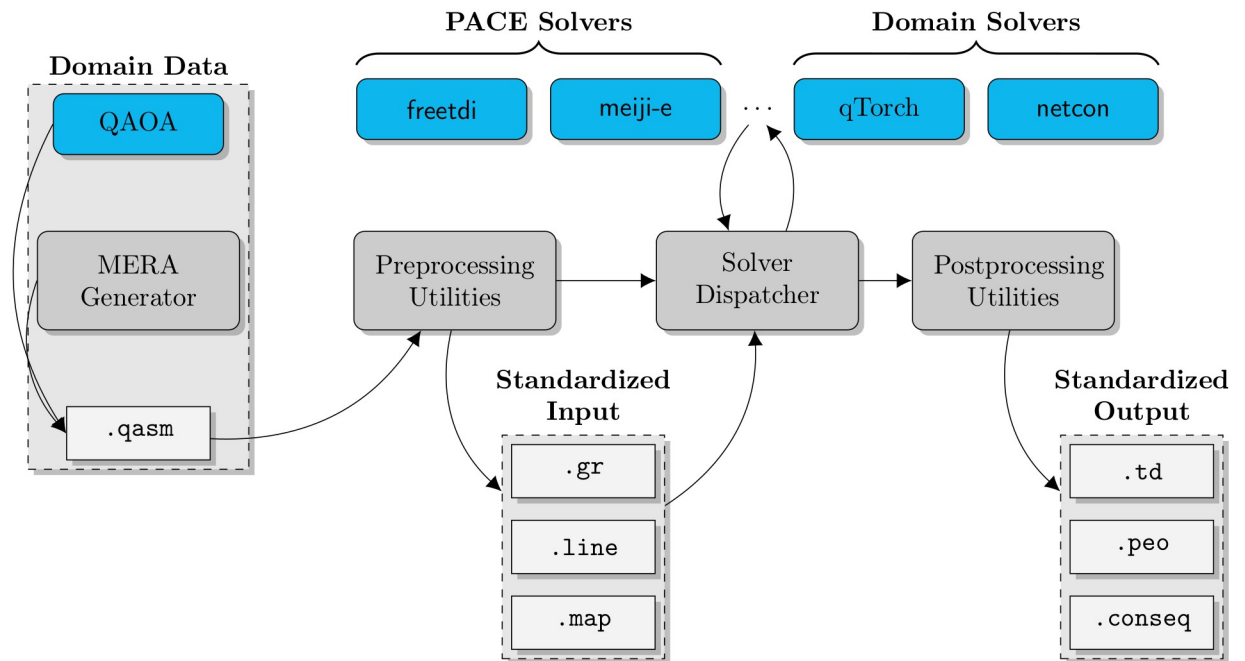 PACE Solvers
Domain Solvers
Domain Data
QAOA
freetdi
meiji-e
...
qTorch
netcon
MERA
Generator
Preprocessing
Utilities
Solver
Dispatcher
Postprocessing
Utilities
.qasm
Standardized
Input
.gr
.line
.map
Standardized
Output
.td
.peo
.conseq